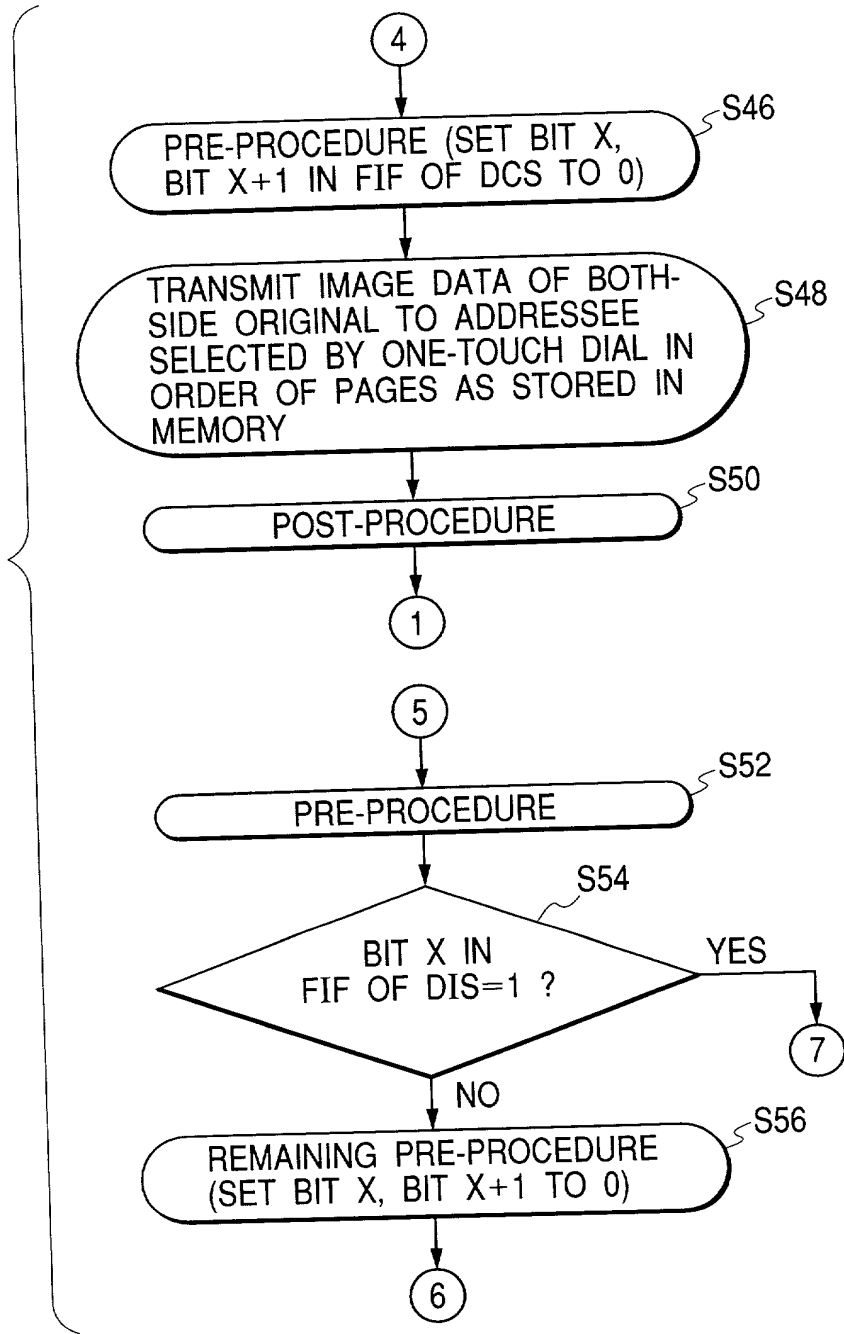 4
S46
PRE-PROCEDURE (SET BIT X,
BIT X+1 IN FIF OF DCS TO 0)
S48
TRANSMIT IMAGE DATA OF BOTH-
SIDE ORIGINAL TO ADDRESSEE
SELECTED BY ONE-TOUCH DIAL IN
ORDER OF PAGES AS STORED IN
MEMORY
S50
POST-PROCEDURE
1
5
S52
PRE-PROCEDURE
S54
BIT X IN
FIF OF DIS=1 ?
YES
7
NO
S56
REMAINING PRE-PROCEDURE
(SET BIT X, BIT X+1 TO 0)
6